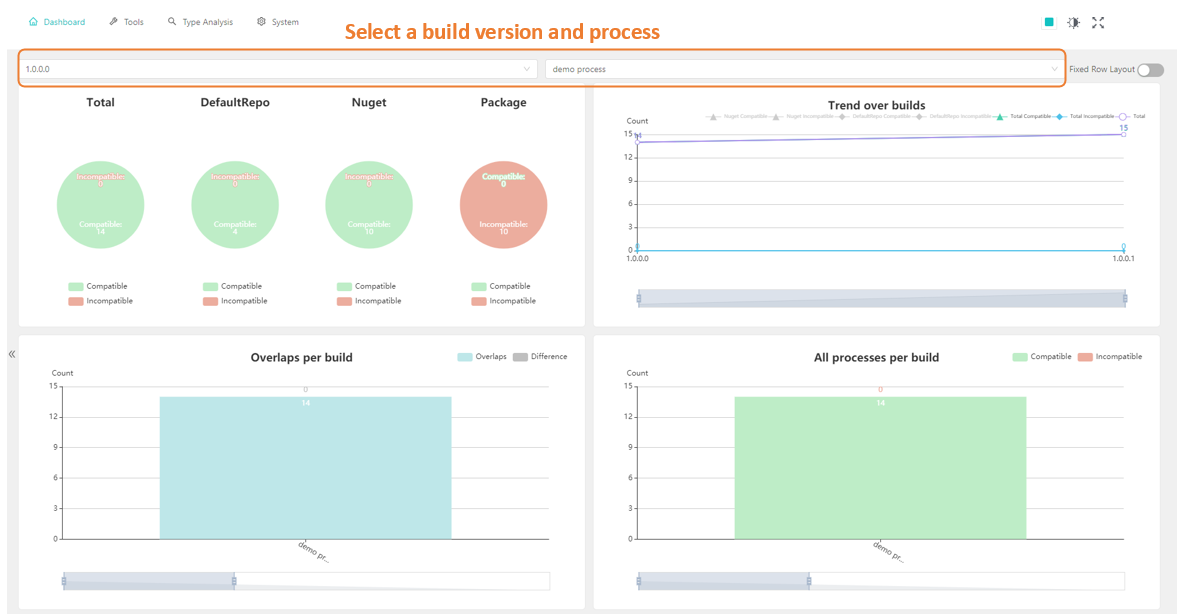 Dashboard Tools Type Analysis System
Select a build version and process
1.0.0.0 demo process Fixed Row Layout
Total DefaultRepo Nuget Package
Incompatible: 0
Compatible: 14
Incompatible: 0
Compatible: 4
Incompatible: 0
Compatible: 10
Compatible: 0
Incompatible: 10
Compatible Compatible Compatible Compatible
Incompatible Incompatible Incompatible Incompatible
Trend over builds
Nuget Compatible Nuget Incompatible DefaultRepo Compatible DefaultRepo Incompatible Total Compatible Total Incompatible Total
Count
15 14 15
12
9
6
3
0 0 0
1.0.0.0 1.0.0.1
«
Overlaps per build
Overlaps Difference
Count
15 0
14
12
9
6
3
0
demo pr...
All processes per build
Compatible Incompatible
Count
15 0
14
12
9
6
3
0
demo pr...